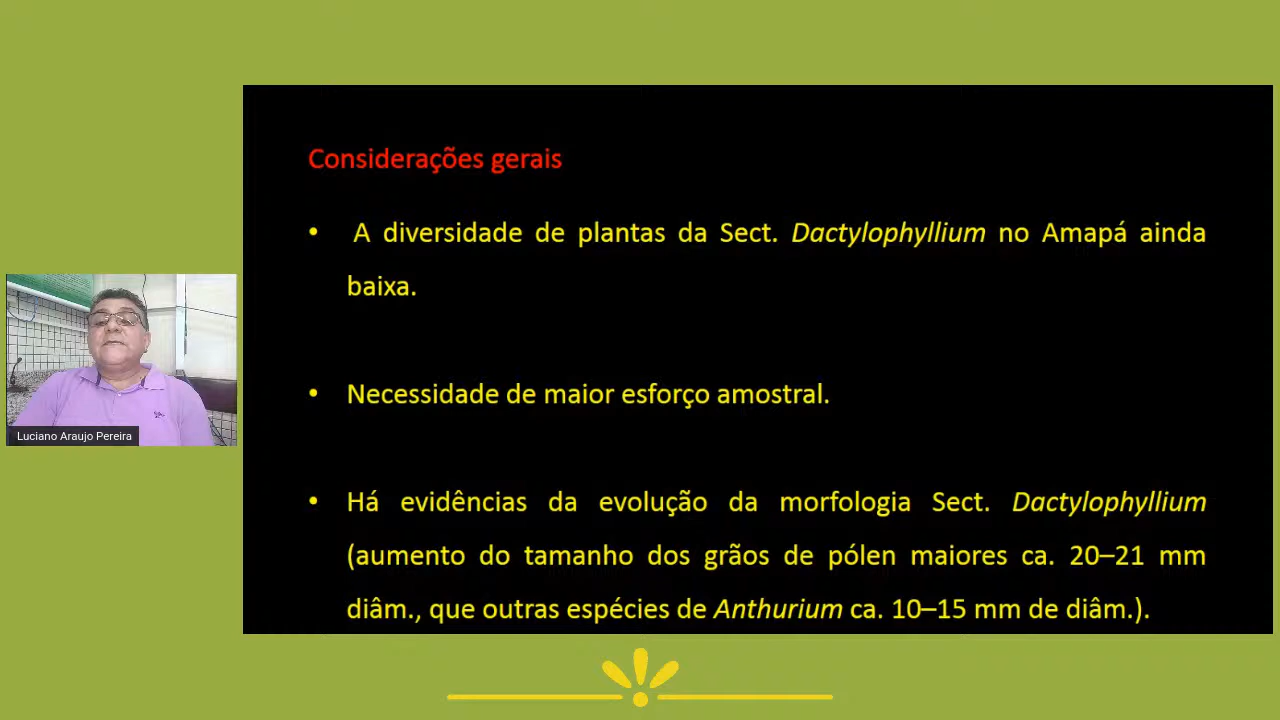 Considerações gerais
• A diversidade de plantas da Sect. Dactylophyllium no Amapá ainda
baixa.
• Necessidade de maior esforço amostral.
• Há evidências da evolução da morfologia Sect. Dactylophyllium
(aumento do tamanho dos grãos de pólen maiores ca. 20–21 mm
diâm., que outras espécies de Anthurium ca. 10–15 mm de diâm.).
Luciano Araujo Pereira